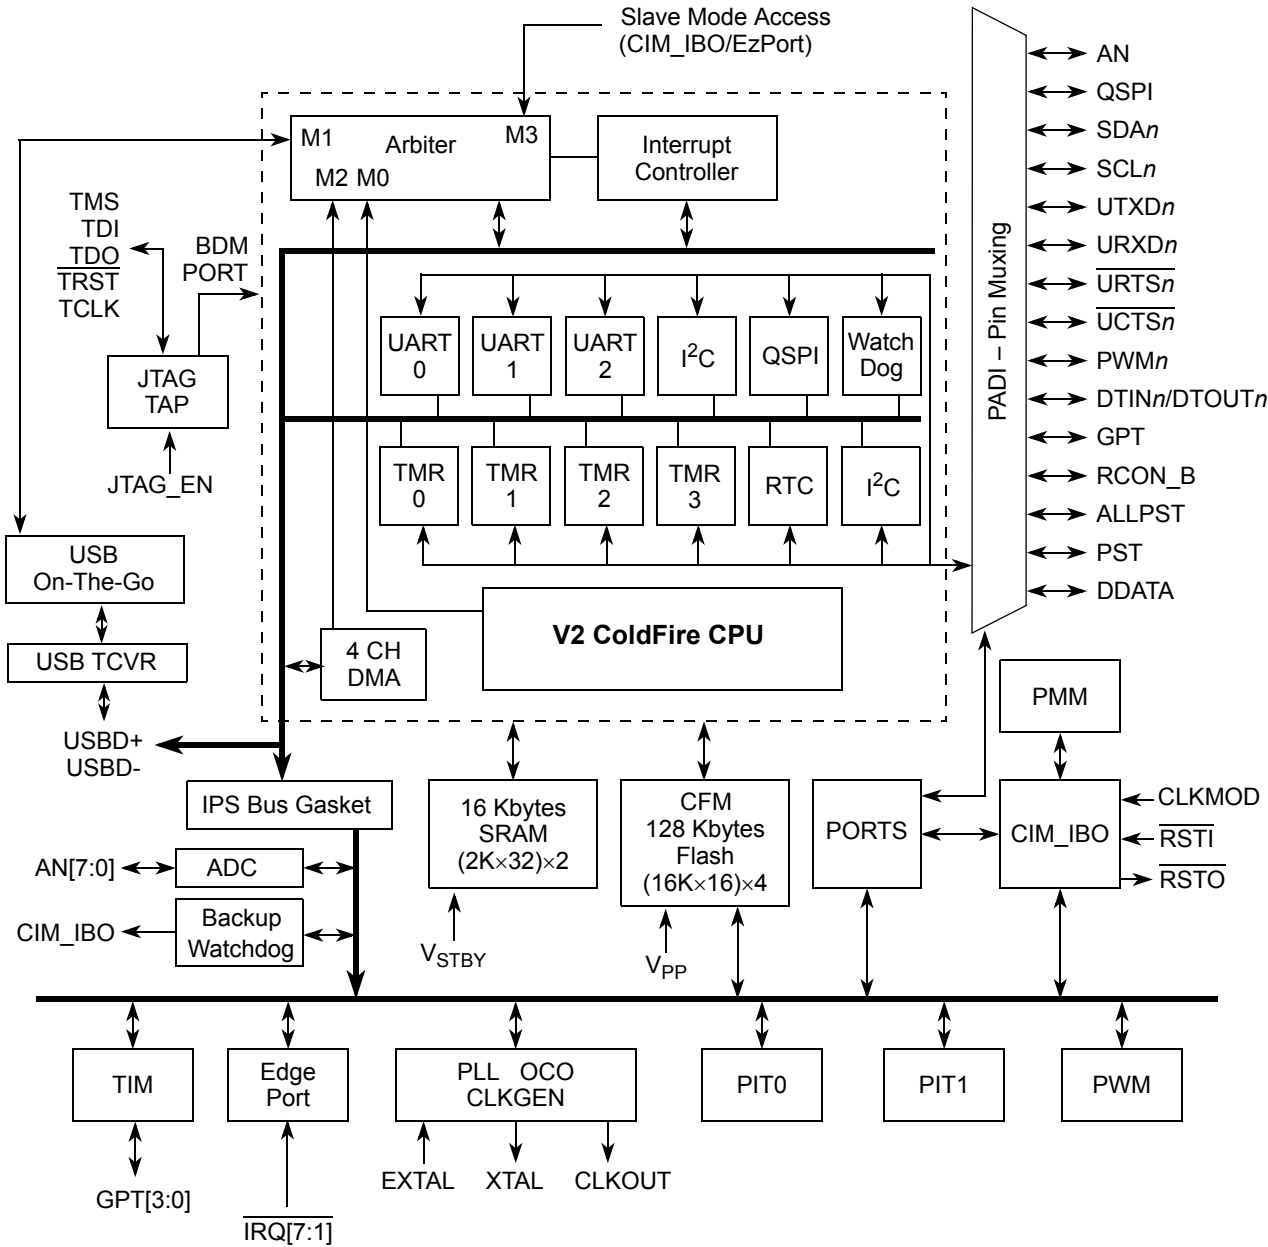 Slave Mode Access
(CIM_IBO/EzPort)
M1
Arbiter
M3
M2 M0
Interrupt
Controller
TMS
TDI
TDO
TRST
TCLK
BDM
PORT
JTAG
TAP
JTAG_EN
UART
0
UART
1
UART
2
I2C
QSPI
Watch
Dog
TMR
0
TMR
1
TMR
2
TMR
3
RTC
I2C
V2 ColdFire CPU
4 CH
DMA
USB
On-The-Go
USB TCVR
USBD+
USBD-
PADI – Pin Muxing
AN
QSPI
SDAn
SCLn
UTXDn
URXDn
URTSn
UCTSn
PWMn
DTINn/DTOUTn
GPT
RCON_B
ALLPST
PST
DDATA
PMM
IPS Bus Gasket
16 Kbytes
SRAM
(2K×32)×2
CFM
128 Kbytes
Flash
(16K×16)×4
PORTS
CIM_IBO
CLKMOD
RSTI
RSTO
AN[7:0]
ADC
CIM_IBO
Backup
Watchdog
VSTBY
VPP
TIM
Edge
Port
PLL OCO
CLKGEN
PIT0
PIT1
PWM
GPT[3:0]
IRQ[7:1]
EXTAL
XTAL
CLKOUT